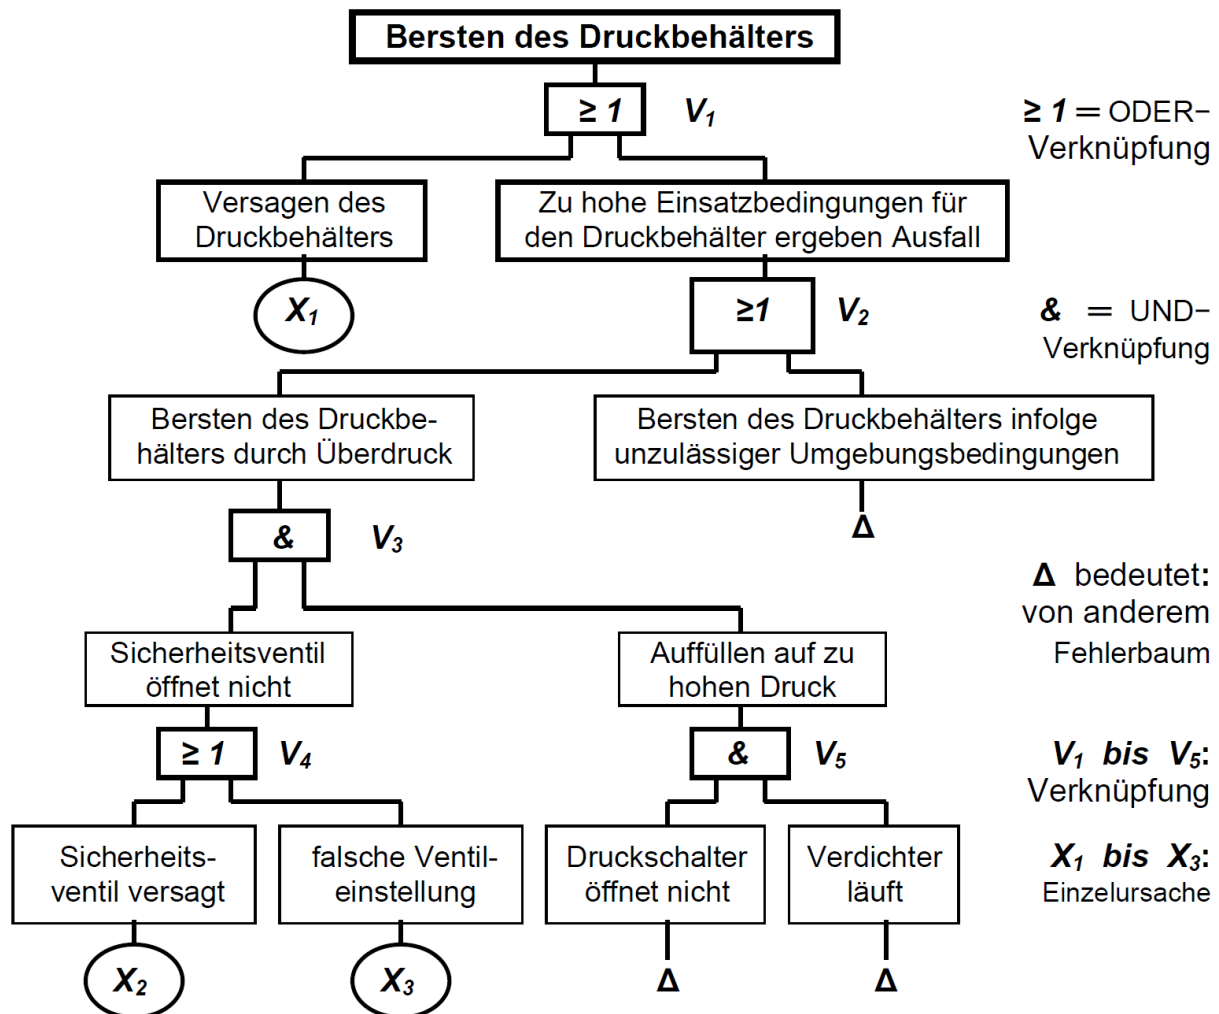 Bersten des Druckbehälters
≥ 1 V1
≥ 1 = ODER–
Verknüpfung
Versagen des
Druckbehälters
Zu hohe Einsatzbedingungen für
den Druckbehälter ergeben Ausfall
X1
≥1 V2
& = UND–
Verknüpfung
Bersten des Druckbe-
hälters durch Überdruck
Bersten des Druckbehälters infolge
unzulässiger Umgebungsbedingungen
& V3
Δ
Δ bedeutet:
von anderem
Fehlerbaum
Sicherheitsventil
öffnet nicht
Auffüllen auf zu
hohen Druck
≥ 1 V4
& V5
V1 bis V5:
Verknüpfung
Sicherheits-
ventil versagt
falsche Ventil-
einstellung
Druckschalter
öffnet nicht
Verdichter
läuft
X1 bis X3:
Einzelursache
X2
X3
Δ
Δ